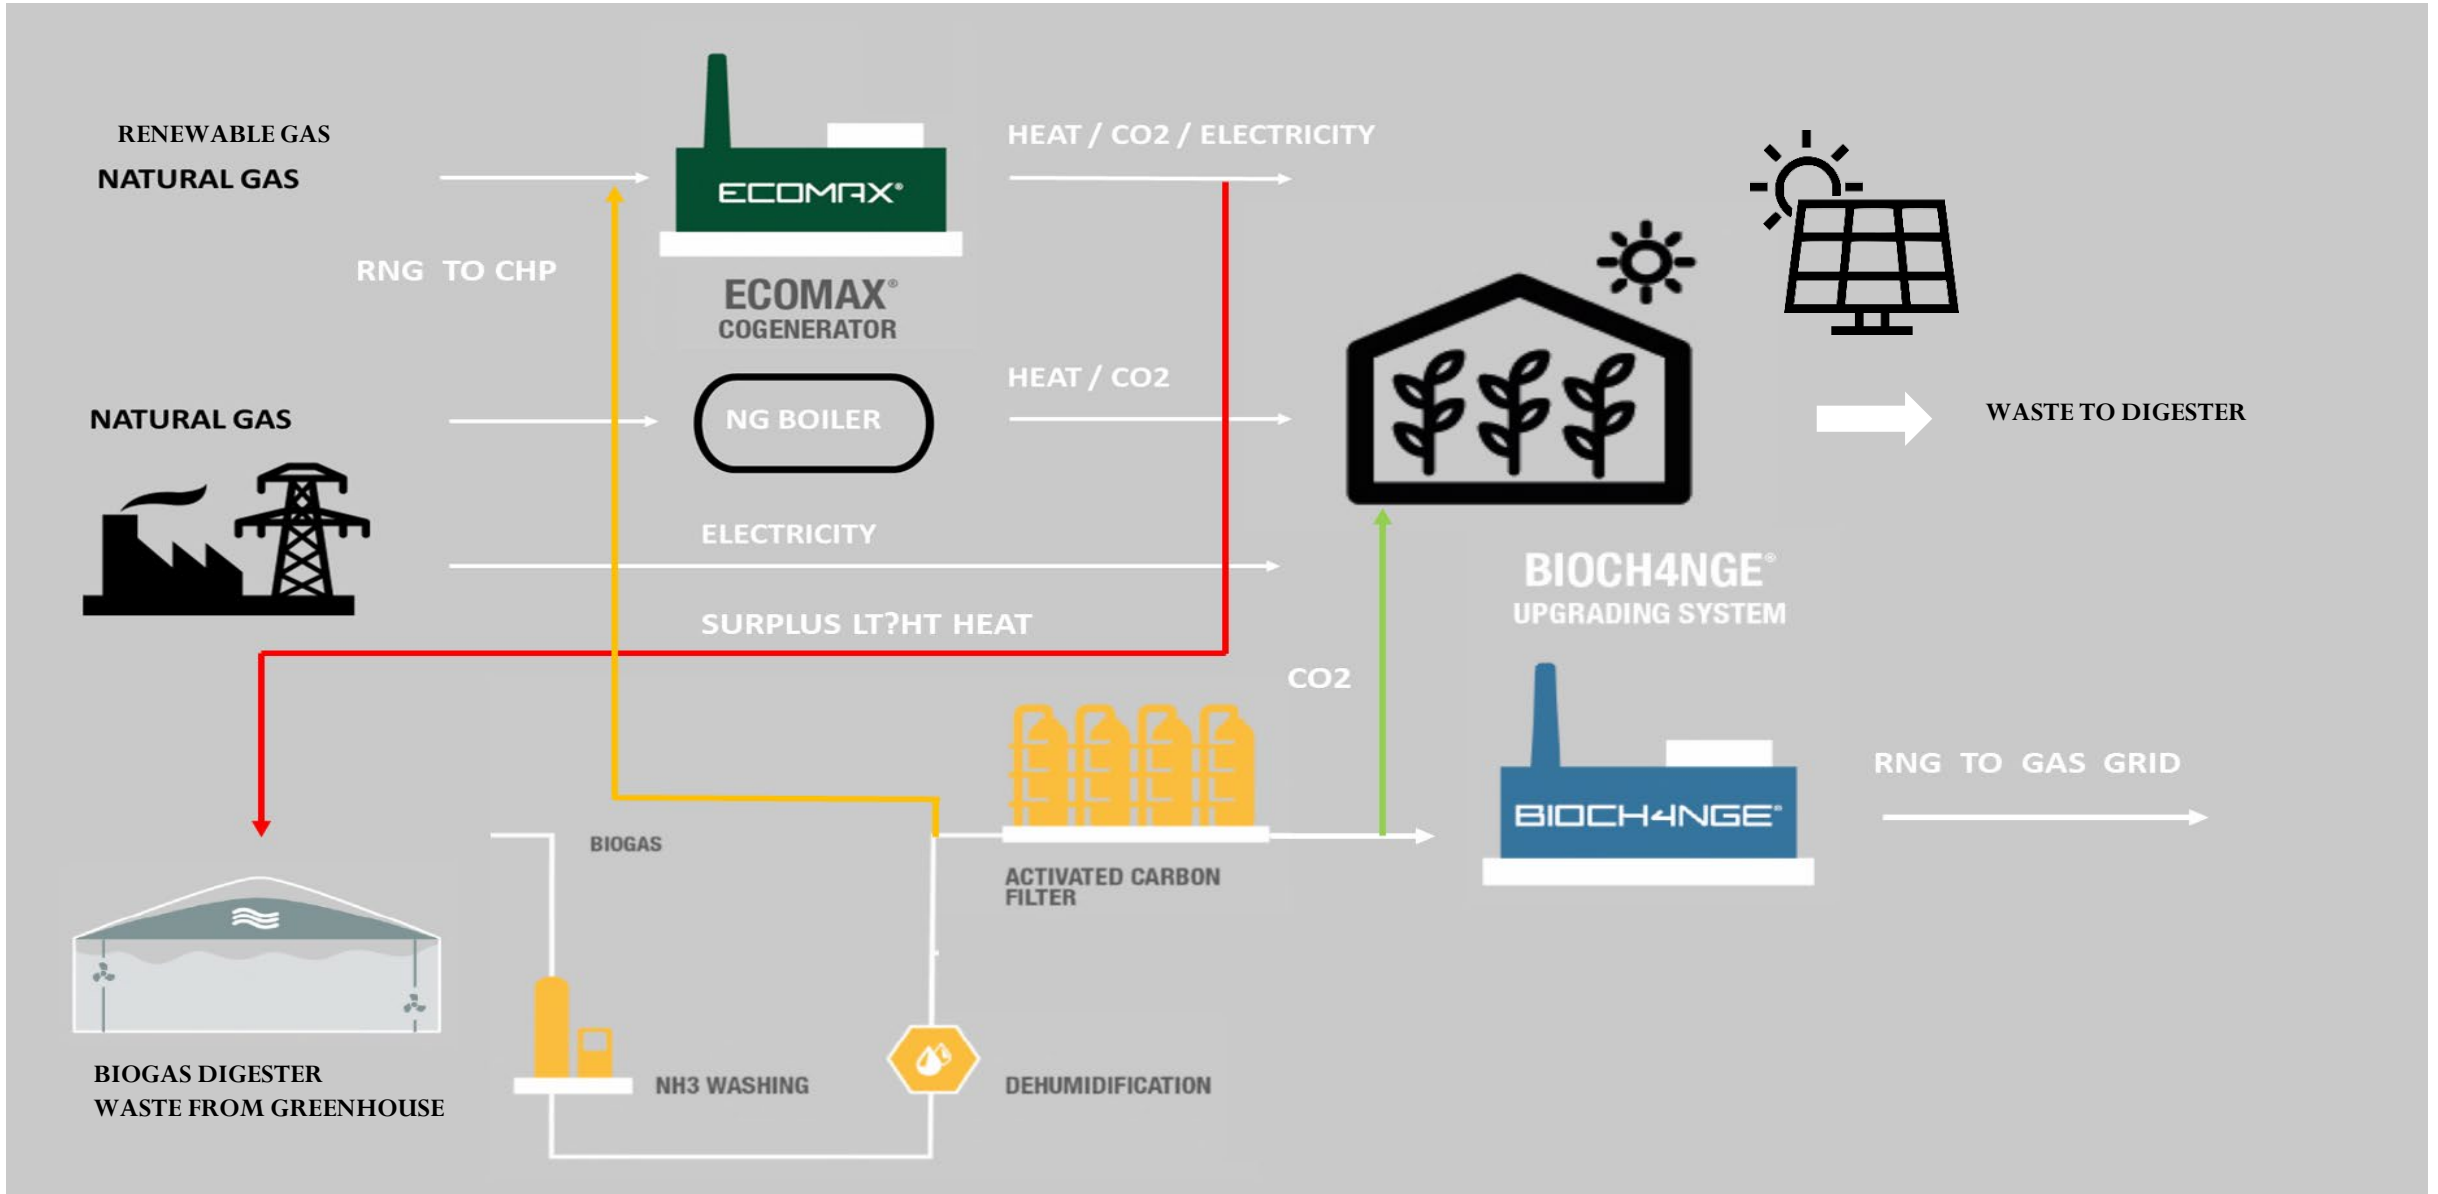 RENEWABLE GAS
NATURAL GAS
ECOMAX®
HEAT / CO2 / ELECTRICITY
RNG TO CHP
ECOMAX®
COGENERATOR
NATURAL GAS
NG BOILER
HEAT / CO2
WASTE TO DIGESTER
ELECTRICITY
SURPLUS LT?HT HEAT
BIOCH4NGE®
UPGRADING SYSTEM
CO2
RNG TO GAS GRID
BIOCH4NGE®
BIOGAS
ACTIVATED CARBON
FILTER
BIOGAS DIGESTER
WASTE FROM GREENHOUSE
NH3 WASHING
DEHUMIDIFICATION